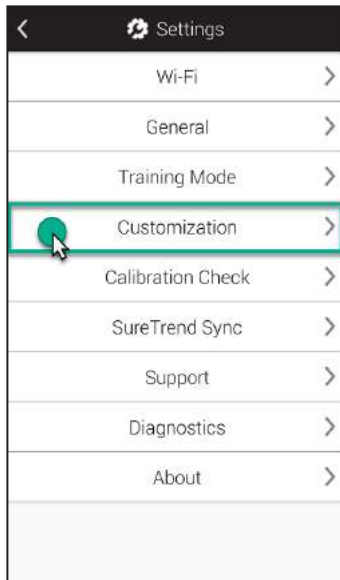 Settings
Wi-Fi
General
Training Mode
Customization
Calibration Check
SureTrend Sync
Support
Diagnostics
About